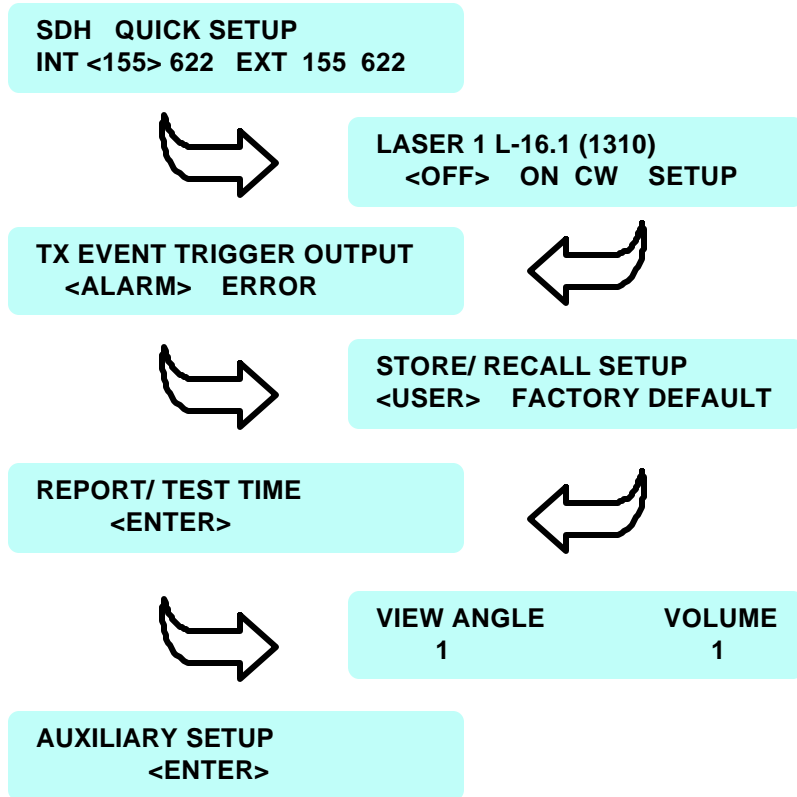 SDH QUICK SETUP
INT <155> 622 EXT 155 622
LASER 1 L-16.1 (1310)
<OFF> ON CW SETUP
TX EVENT TRIGGER OUTPUT
<ALARM> ERROR
STORE/ RECALL SETUP
<USER> FACTORY DEFAULT
REPORT/ TEST TIME
<ENTER>
VIEW ANGLE VOLUME
1 1
AUXILIARY SETUP
<ENTER>